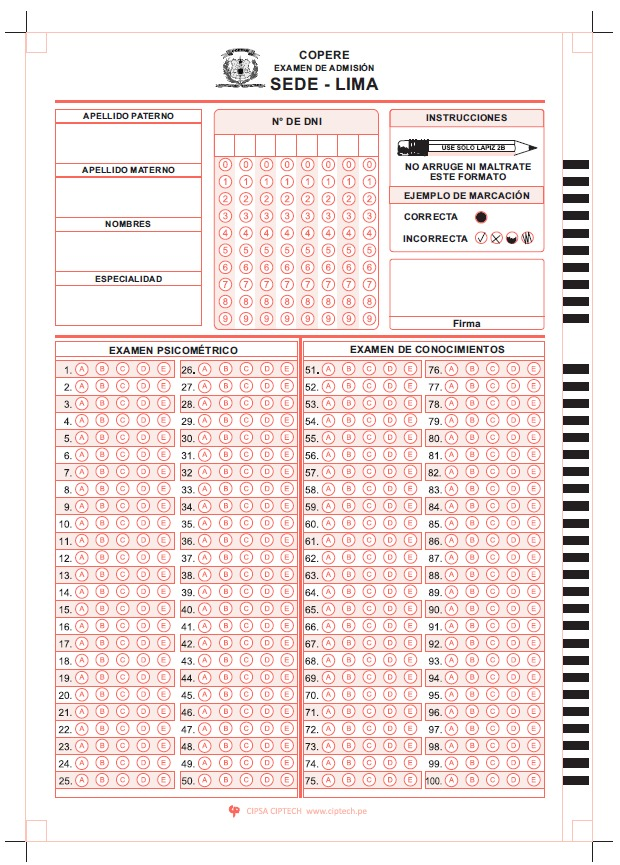 COPERE
EXAMEN DE ADMISIÓN
SEDE - LIMA
APELLIDO PATERNO
APELLIDO MATERNO
NOMBRES
ESPECIALIDAD
N° DE DNI
0 0 0 0 0 0 0 0
1 1 1 1 1 1 1 1
2 2 2 2 2 2 2 2
3 3 3 3 3 3 3 3
4 4 4 4 4 4 4 4
5 5 5 5 5 5 5 5
6 6 6 6 6 6 6 6
7 7 7 7 7 7 7 7
8 8 8 8 8 8 8 8
9 9 9 9 9 9 9 9
INSTRUCCIONES
USE SOLO LAPIZ 2B
NO ARRUGE NI MALTRATE
ESTE FORMATO
EJEMPLO DE MARCACIÓN
CORRECTA
INCORRECTA
Firma
EXAMEN PSICOMÉTRICO
1. A B C D E 26. A B C D E
2. A B C D E 27. A B C D E
3. A B C D E 28. A B C D E
4. A B C D E 29. A B C D E
5. A B C D E 30. A B C D E
6. A B C D E 31. A B C D E
7. A B C D E 32 A B C D E
8. A B C D E 33. A B C D E
9. A B C D E 34. A B C D E
10. A B C D E 35. A B C D E
11. A B C D E 36. A B C D E
12. A B C D E 37. A B C D E
13. A B C D E 38. A B C D E
14. A B C D E 39. A B C D E
15. A B C D E 40. A B C D E
16. A B C D E 41. A B C D E
17. A B C D E 42. A B C D E
18. A B C D E 43. A B C D E
19. A B C D E 44. A B C D E
20. A B C D E 45. A B C D E
21. A B C D E 46. A B C D E
22. A B C D E 47. A B C D E
23. A B C D E 48. A B C D E
24. A B C D E 49. A B C D E
25. A B C D E 50. A B C D E
EXAMEN DE CONOCIMIENTOS
51. A B C D E 76. A B C D E
52. A B C D E 77. A B C D E
53. A B C D E 78. A B C D E
54. A B C D E 79. A B C D E
55. A B C D E 80. A B C D E
56. A B C D E 81. A B C D E
57. A B C D E 82. A B C D E
58. A B C D E 83. A B C D E
59. A B C D E 84. A B C D E
60. A B C D E 85. A B C D E
61. A B C D E 86. A B C D E
62. A B C D E 87. A B C D E
63. A B C D E 88. A B C D E
64. A B C D E 89. A B C D E
65. A B C D E 90. A B C D E
66. A B C D E 91. A B C D E
67. A B C D E 92. A B C D E
68. A B C D E 93. A B C D E
69. A B C D E 94. A B C D E
70. A B C D E 95. A B C D E
71. A B C D E 96. A B C D E
72. A B C D E 97. A B C D E
73. A B C D E 98. A B C D E
74. A B C D E 99. A B C D E
75. A B C D E 100. A B C D E
CIPSA CIPTECH www.ciptech.pe